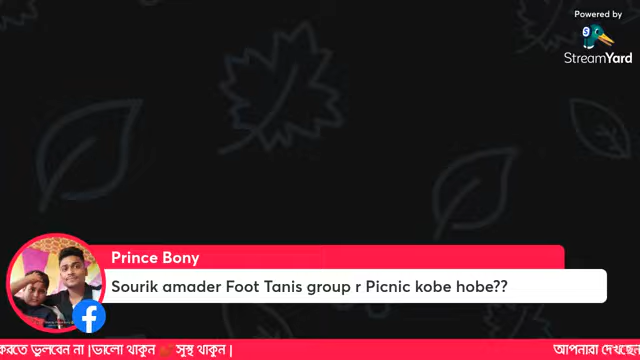 Powered by
StreamYard
Prince Bony
Sourik amader Foot Tanis group r Picnic kobe hobe??
করতে ভুলবেন না |ভালো থাকুন 🍁 সুস্থ থাকুন | আপনারা দেখছেন